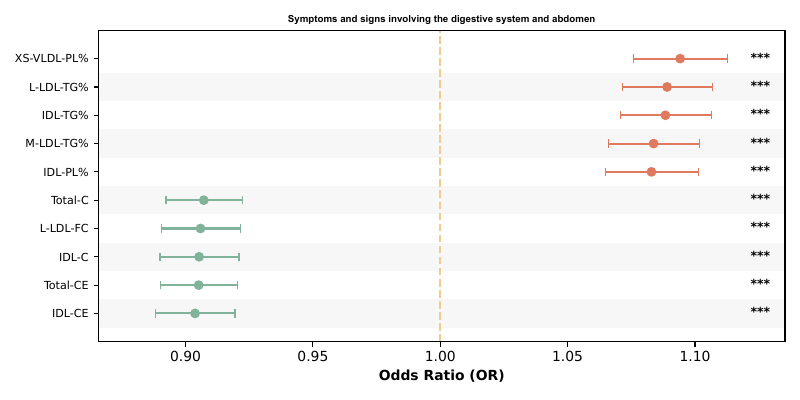 Symptoms and signs involving the digestive system and abdomen
XS-VLDL-PL% ***
L-LDL-TG% ***
IDL-TG% ***
M-LDL-TG% ***
IDL-PL% ***
Total-C ***
L-LDL-FC ***
IDL-C ***
Total-CE ***
IDL-CE ***
0.90 0.95 1.00 1.05 1.10
Odds Ratio (OR)